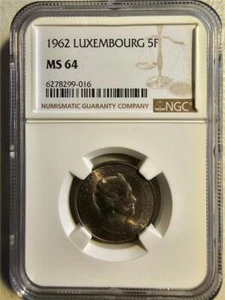 1962 LUXEMBOURG 5F
MS 64
6278299-016
NUMISMATIC GUARANTY COMPANY
NGC